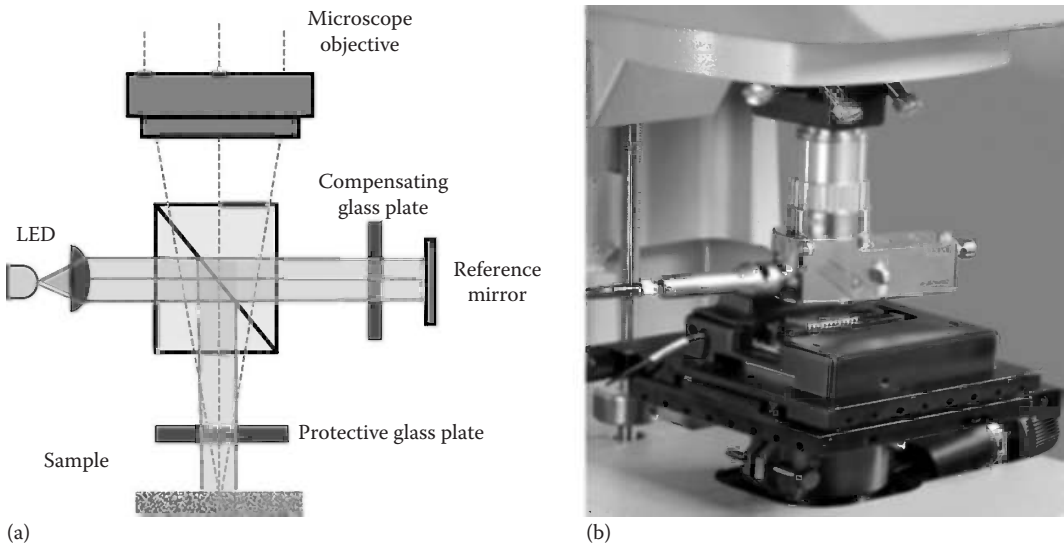 Microscope
objective
Compensating
glass plate
LED
Reference
mirror
Protective glass plate
Sample
(a)
(b)